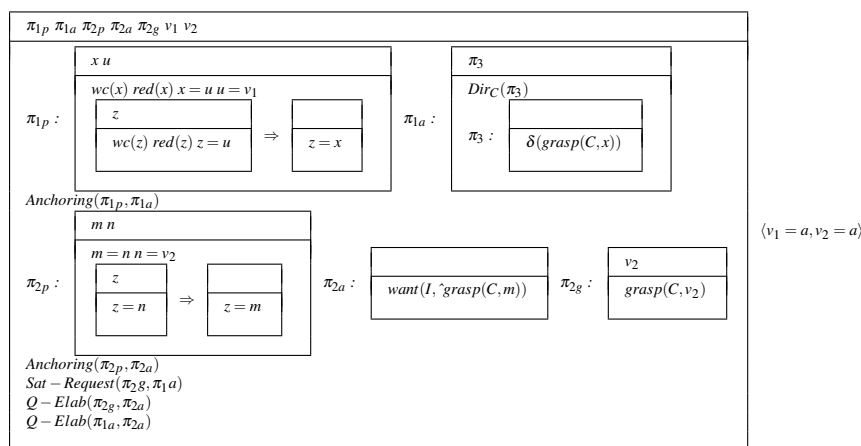 π1p π1a π2p π2a π2g v1 v2
x u
π3
wc(x) red(x) x = u u = v1
DirC(π3)
z
π1p :
⇒
π1a :
π3 :
wc(z) red(z) z = u
z = x
δ(grasp(C,x))
Anchoring(π1p,π1a)
m n
⟨v1 = a,v2 = a⟩
m = n n = v2
v2
z
π2p :
⇒
π2a :
want(I,ˆgrasp(C,m))
π2g :
grasp(C,v2)
z = n
z = m
Anchoring(π2p,π2a)
Sat − Request(π2g,π1a)
Q − Elab(π2g,π2a)
Q − Elab(π1a,π2a)